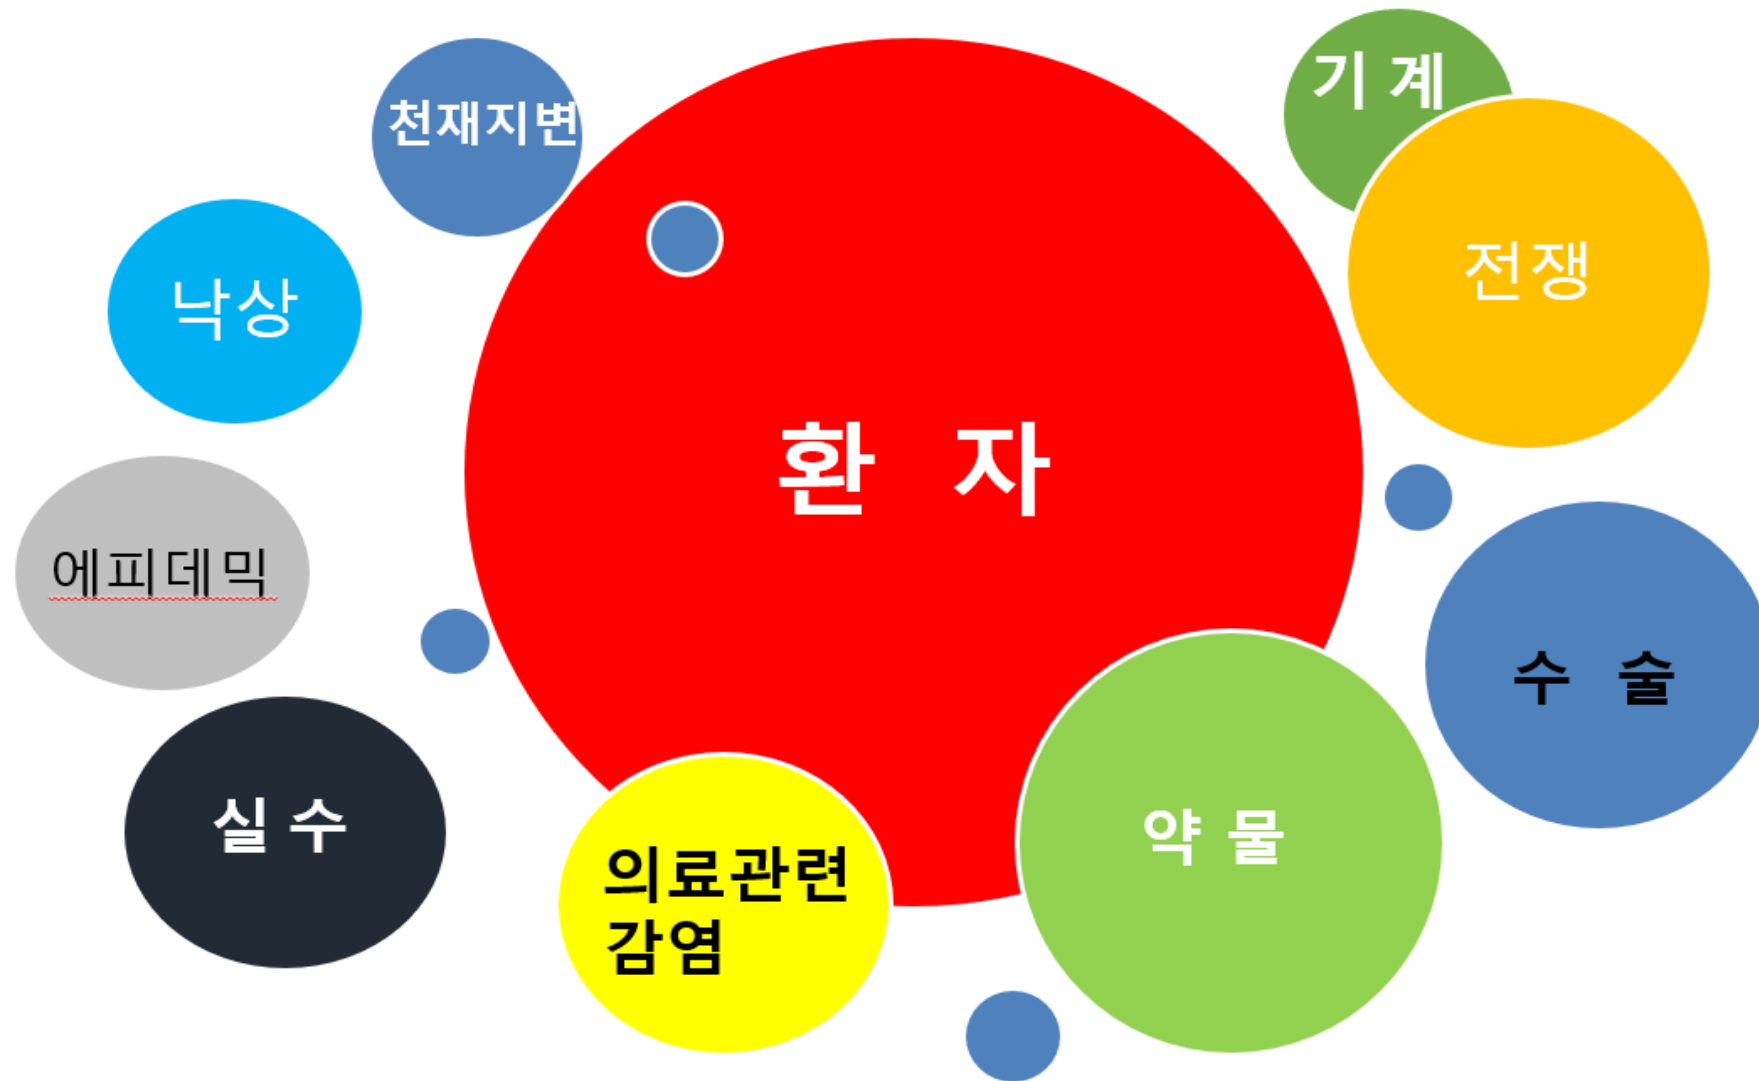 천재지변
기 계
낙상
전쟁
환 자
에피데믹
수 술
실 수
약 물
의료관련
감염